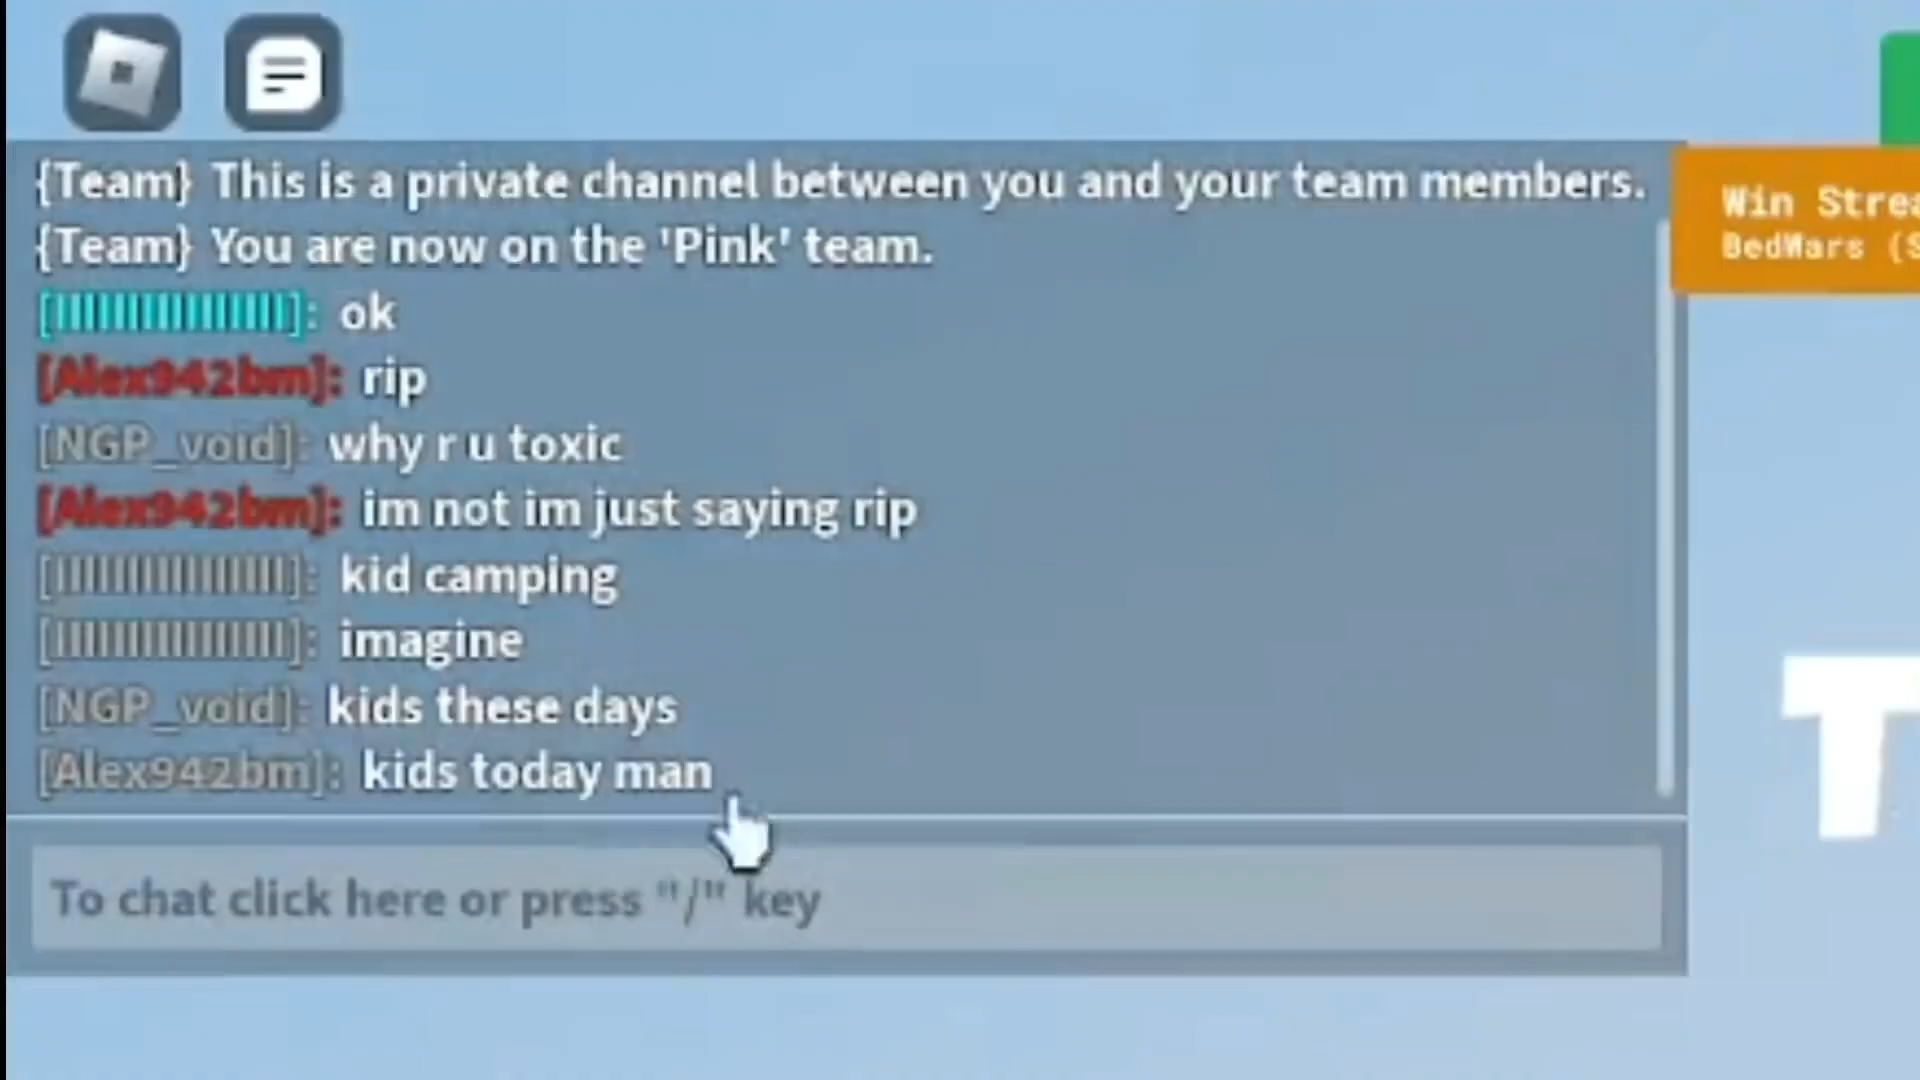 {Team} This is a private channel between you and your team members.
{Team} You are now on the 'Pink' team.
ok
[Alex942bm]: rip
[NGP_void]: why r u toxic
[Alex942bm]: im not im just saying rip
kid camping
imagine
[NGP_void]: kids these days
[Alex942bm]: kids today man
To chat click here or press "/" key
Win
BedWars
T